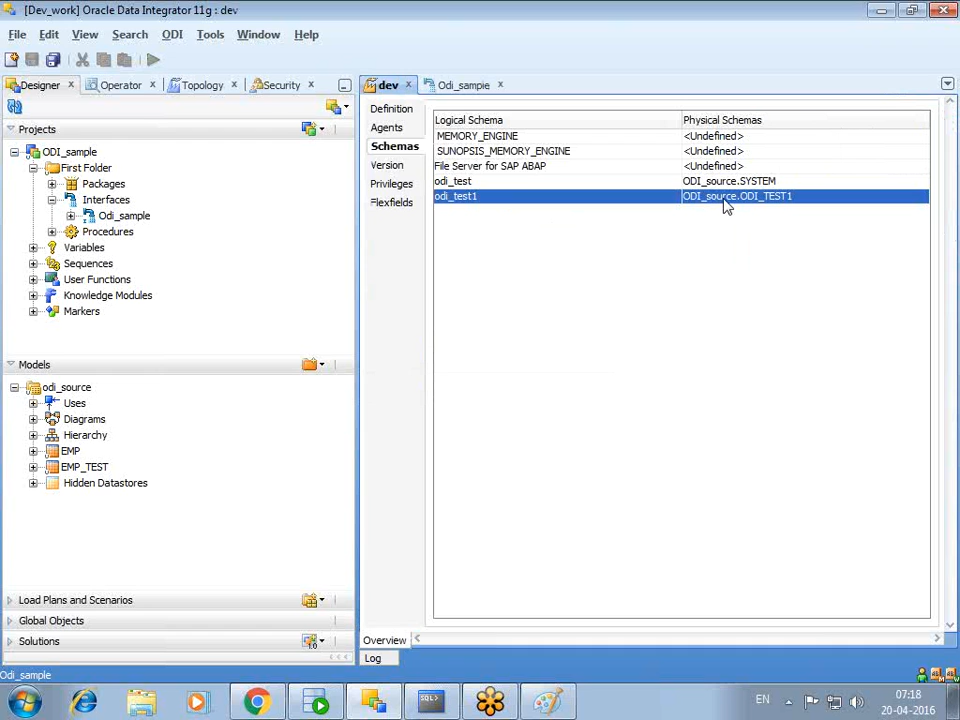 [Dev_work] Oracle Data Integrator 11g : dev
File Edit View Search ODI Tools Window Help
Designer Operator Topology Security
dev Odi_sample
Projects
ODI_sample
First Folder
Packages
Interfaces
Odi_sample
Procedures
Variables
Sequences
User Functions
Knowledge Modules
Markers
Models
odi_source
Uses
Diagrams
Hierarchy
EMP
EMP_TEST
Hidden Datastores
Load Plans and Scenarios
Global Objects
Solutions
1.0
Odi_sample
Definition
Agents
Schemas
Version
Privileges
Flexfields
Logical Schema Physical Schemas
MEMORY_ENGINE <Undefined>
SUNOPSIS_MEMORY_ENGINE <Undefined>
File Server for SAP ABAP <Undefined>
odi_test ODI_source.SYSTEM
odi_test1 ODI_source.ODI_TEST1
Overview
Log
SQL>
EN
07:18
20-04-2016